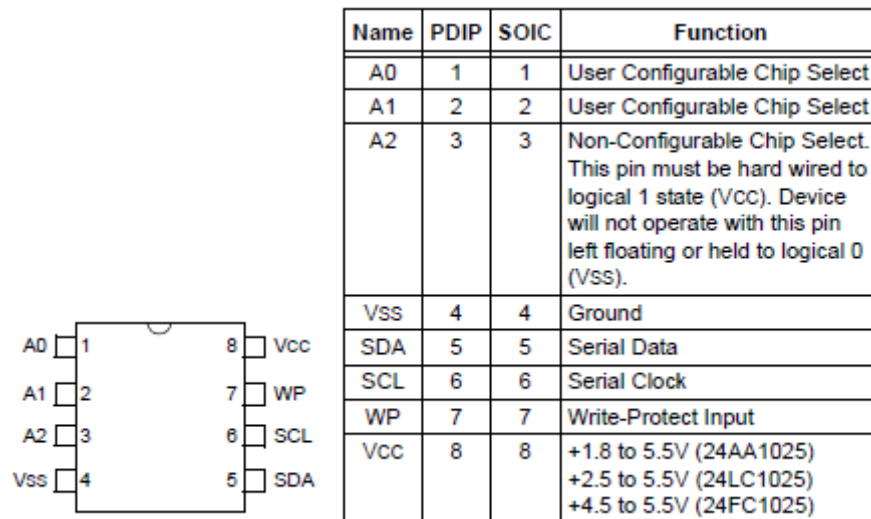 Name PDIP SOIC Function
A0 1 1 User Configurable Chip Select
A1 2 2 User Configurable Chip Select
A2 3 3 Non-Configurable Chip Select.
This pin must be hard wired to
logical 1 state (VCC). Device
will not operate with this pin
left floating or held to logical 0
(VSS).
VSS 4 4 Ground
SDA 5 5 Serial Data
SCL 6 6 Serial Clock
WP 7 7 Write-Protect Input
VCC 8 8 +1.8 to 5.5V (24AA1025)
+2.5 to 5.5V (24LC1025)
+4.5 to 5.5V (24FC1025)
A0 1 8 VCC
A1 2 7 WP
A2 3 6 SCL
VSS 4 5 SDA